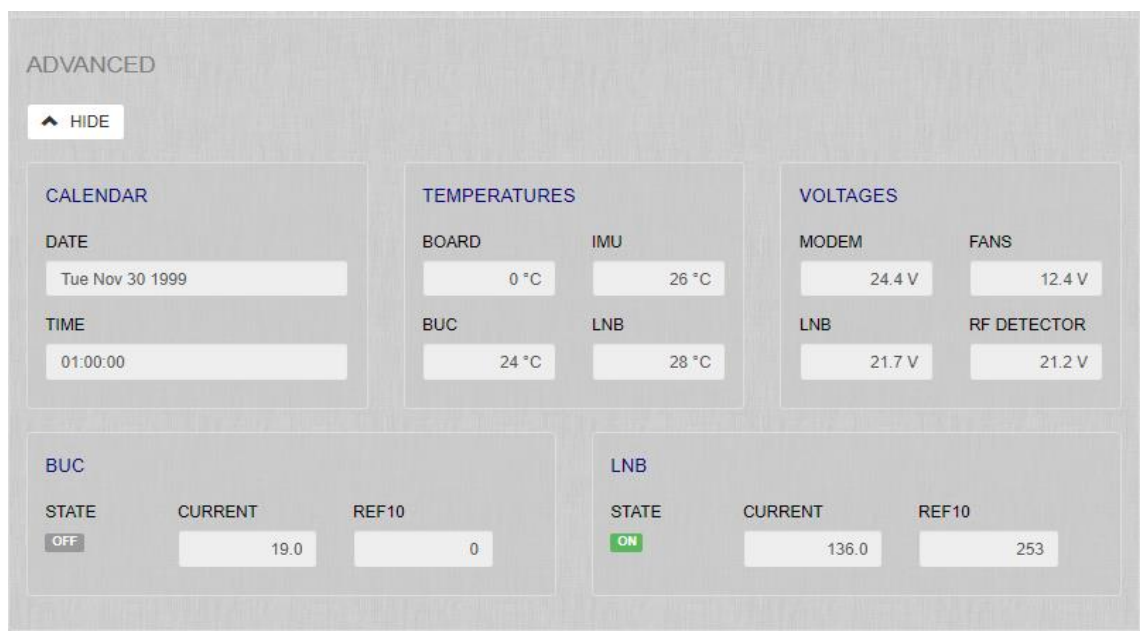 ADVANCED
HIDE
CALENDAR
DATE
Tue Nov 30 1999
TIME
01:00:00
TEMPERATURES
BOARD IMU
0 °C 26 °C
BUC LNB
24 °C 28 °C
VOLTAGES
MODEM FANS
24.4 V 12.4 V
LNB RF DETECTOR
21.7 V 21.2 V
BUC
STATE CURRENT REF10
OFF 19.0 0
LNB
STATE CURRENT REF10
ON 136.0 253